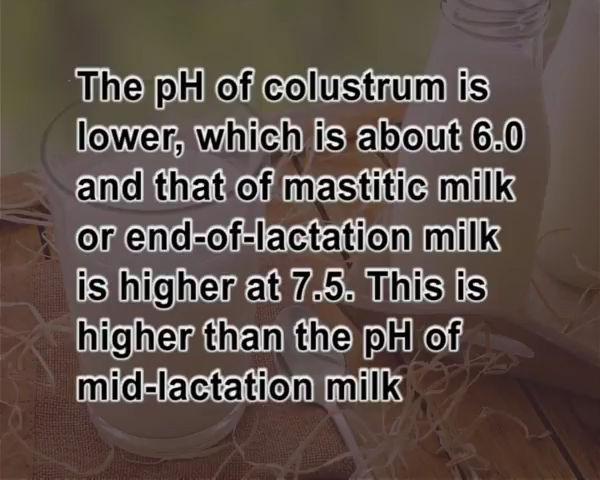 The pH of colustrum is
lower, which is about 6.0
and that of mastitic milk
or end-of-lactation milk
is higher at 7.5. This is
higher than the pH of
mid-lactation milk